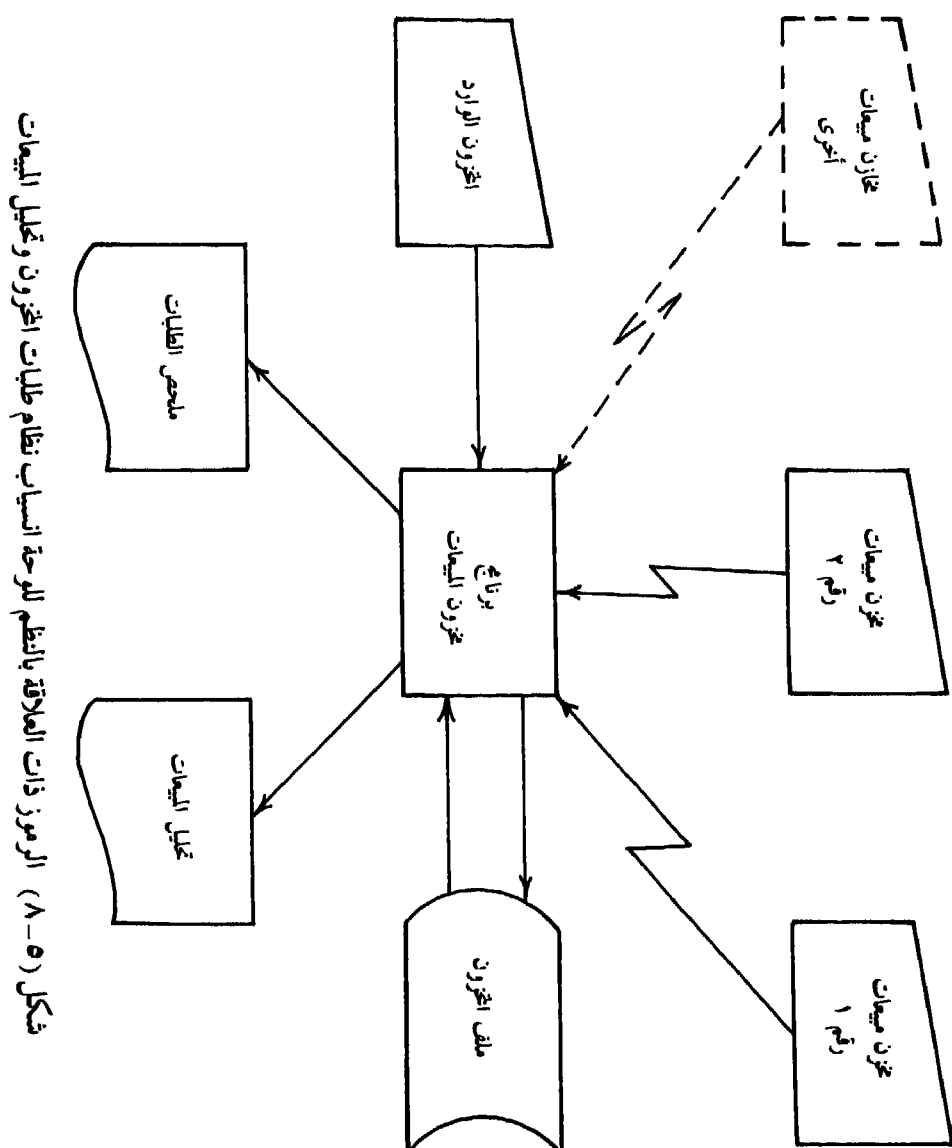 مخزن مبيعات
رقم ١
مخزن مبيعات
رقم ٢
مخازن مبيعات
أخرى
ملف المخزون
برنامج
مخزون المبيعات
المخزون الوارد
تحليل المبيعات
ملخص الطلبات
شكل (٥ – ٨) الرموز ذات العلاقة بالنظم للوحة انسياب نظام طلبات المخزون وتحليل المبيعات